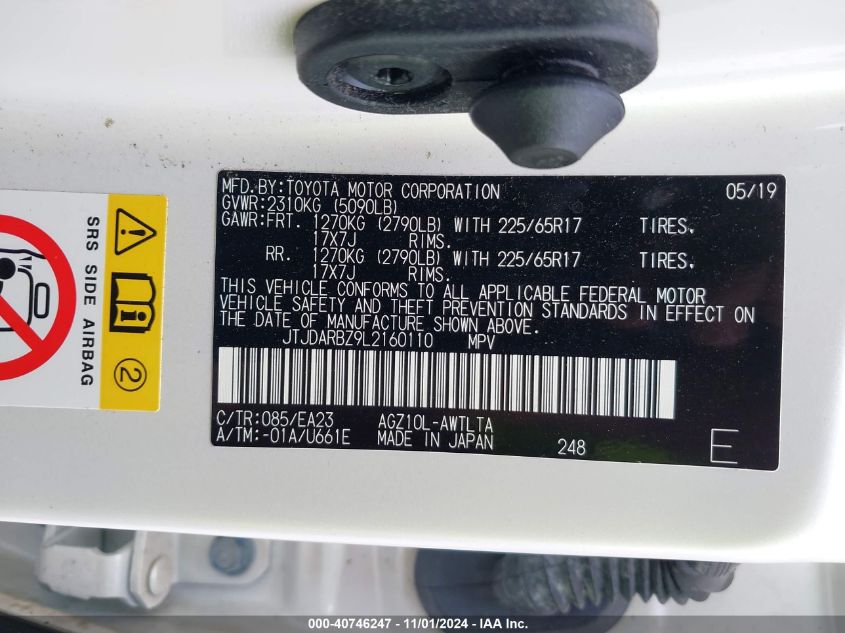 MFD.BY:TOYOTA MOTOR CORPORATION 05/19
GVWR:2310KG (5090LB)
GAWR:FRT. 1270KG (2790LB) WITH 225/65R17 TIRES.
17X7J RIMS.
RR. 1270KG (2790LB) WITH 225/65R17 TIRES.
17X7J RIMS.
THIS VEHICLE CONFORMS TO ALL APPLICABLE FEDERAL MOTOR
VEHICLE SAFETY AND THEFT PREVENTION STANDARDS IN EFFECT ON
THE DATE OF MANUFACTURE SHOWN ABOVE.
JTJDARBZ9L2160110 MPV
C/TR:085/EA23 AGZ10L-AWTLTA
A/TM:-01A/U661E MADE IN JAPAN 248 E
SRS SIDE AIRBAG
2
000-40746247 - 11/01/2024 - IAAI Inc.